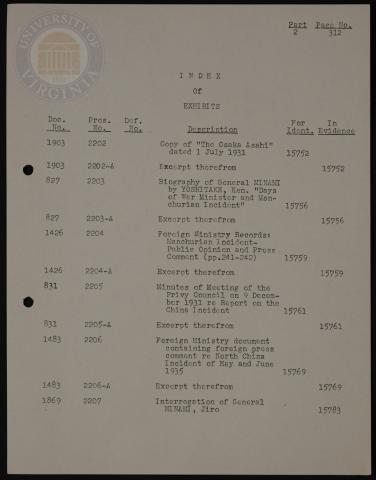 UNIVERSITY OF VIRGINIA
Part Page No.
2 312
I N D E X
Of
EXHIBITS
Doc. Pros. Def. For In
No. No. No. Description Ident. Evidence
1903 2202 Copy of "The Osaka Asahi"
dated 1 July 1931 15752
1903 2202-A Excerpt therefrom 15752
827 2203 Biography of General MINAMI
by YOSHITAKE, Ken. "Days
of War Minister and Man-
churian Incident" 15756
827 2203-A Excerpt therefrom 15756
1426 2204 Foreign Ministry Records:
Manchurian Incident-
Public Opinion and Press
Comment (pp.241-242) 15759
1426 2204-A Excerpt therefrom 15759
831 2205 Minutes of Meeting of the
Privy Council on 9 Decem-
ber 1931 re Report on the
China Incident 15761
831 2205-A Excerpt therefrom 15761
1483 2206 Foreign Ministry document
containing foreign press
comment re North China
Incident of May and June
1935 15769
1483 2206-A Excerpt therefrom 15769
1869 2207 Interrogation of General
MINAMI, Jiro 15783